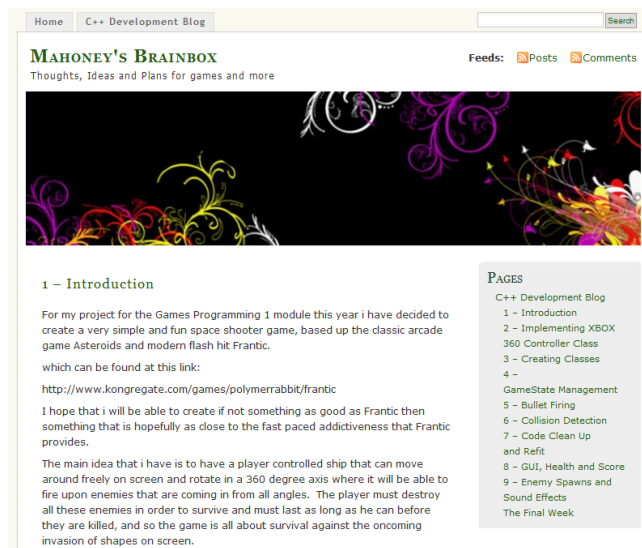 Home C++ Development Blog Search
Mahoney's Brainbox
Thoughts, Ideas and Plans for games and more
Feeds: Posts Comments
1 – Introduction
For my project for the Games Programming 1 module this year i have decided to
create a very simple and fun space shooter game, based up the classic arcade
game Asteroids and modern flash hit Frantic.
which can be found at this link:
http://www.kongregate.com/games/polymerrabbit/frantic
I hope that i will be able to create if not something as good as Frantic then
something that is hopefully as close to the fast paced addictiveness that Frantic
provides.
The main idea that i have is to have a player controlled ship that can move
around freely on screen and rotate in a 360 degree axis where it will be able to
fire upon enemies that are coming in from all angles.  The player must destroy
all these enemies in order to survive and must last as long as he can before
they are killed, and so the game is all about survival against the oncoming
invasion of shapes on screen.
Pages
C++ Development Blog
1 – Introduction
2 – Implementing XBOX
360 Controller Class
3 – Creating Classes
4 –
GameState Management
5 – Bullet Firing
6 – Collision Detection
7 – Code Clean Up
and Refit
8 – GUI, Health and Score
9 – Enemy Spawns and
Sound Effects
The Final Week